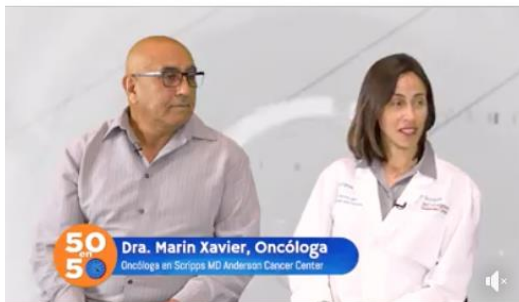 50
en
5
Dra. Marin Xavier, Oncóloga
Oncóloga en Scripps MD Anderson Cancer Center